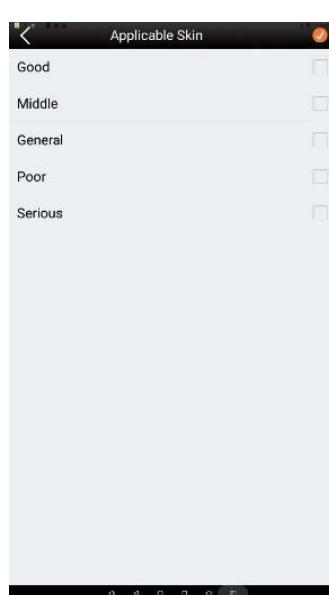 Applicable Skin
Good
Middle
General
Poor
Serious